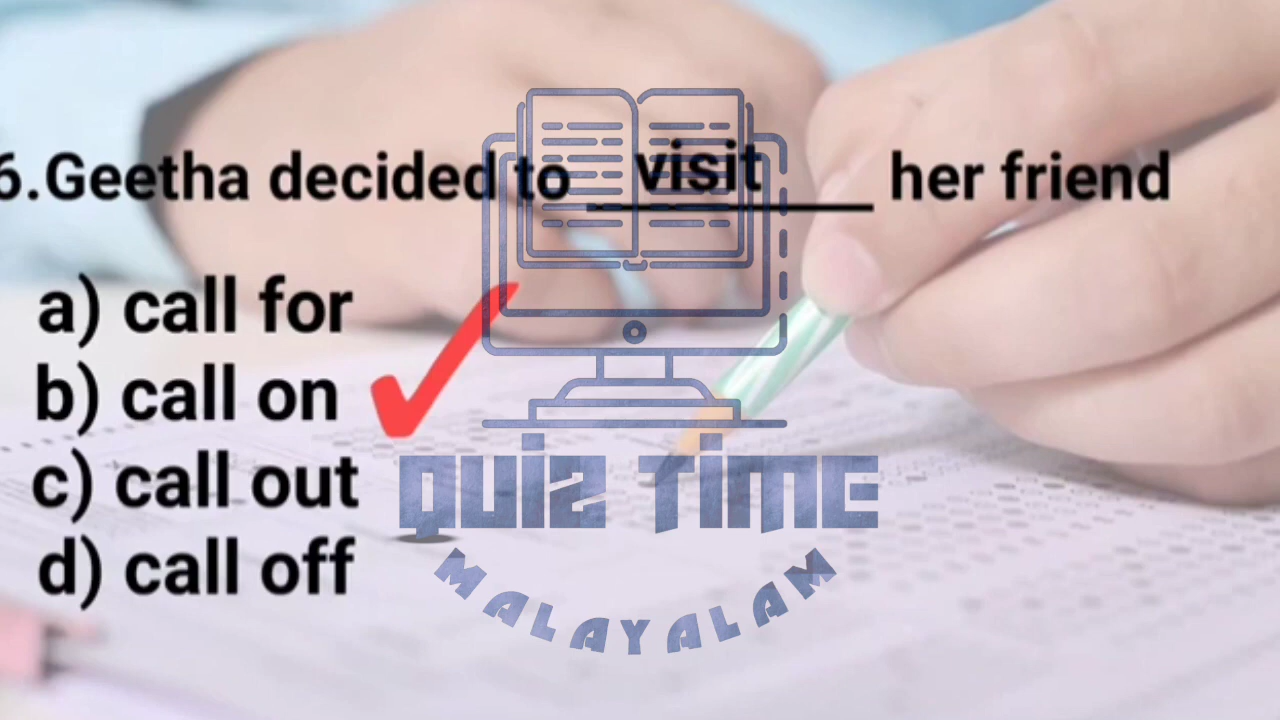 6.Geetha decided to visit her friend
a) call for
b) call on
c) call out
d) call off
QUIZ TIME
MALAYALAM